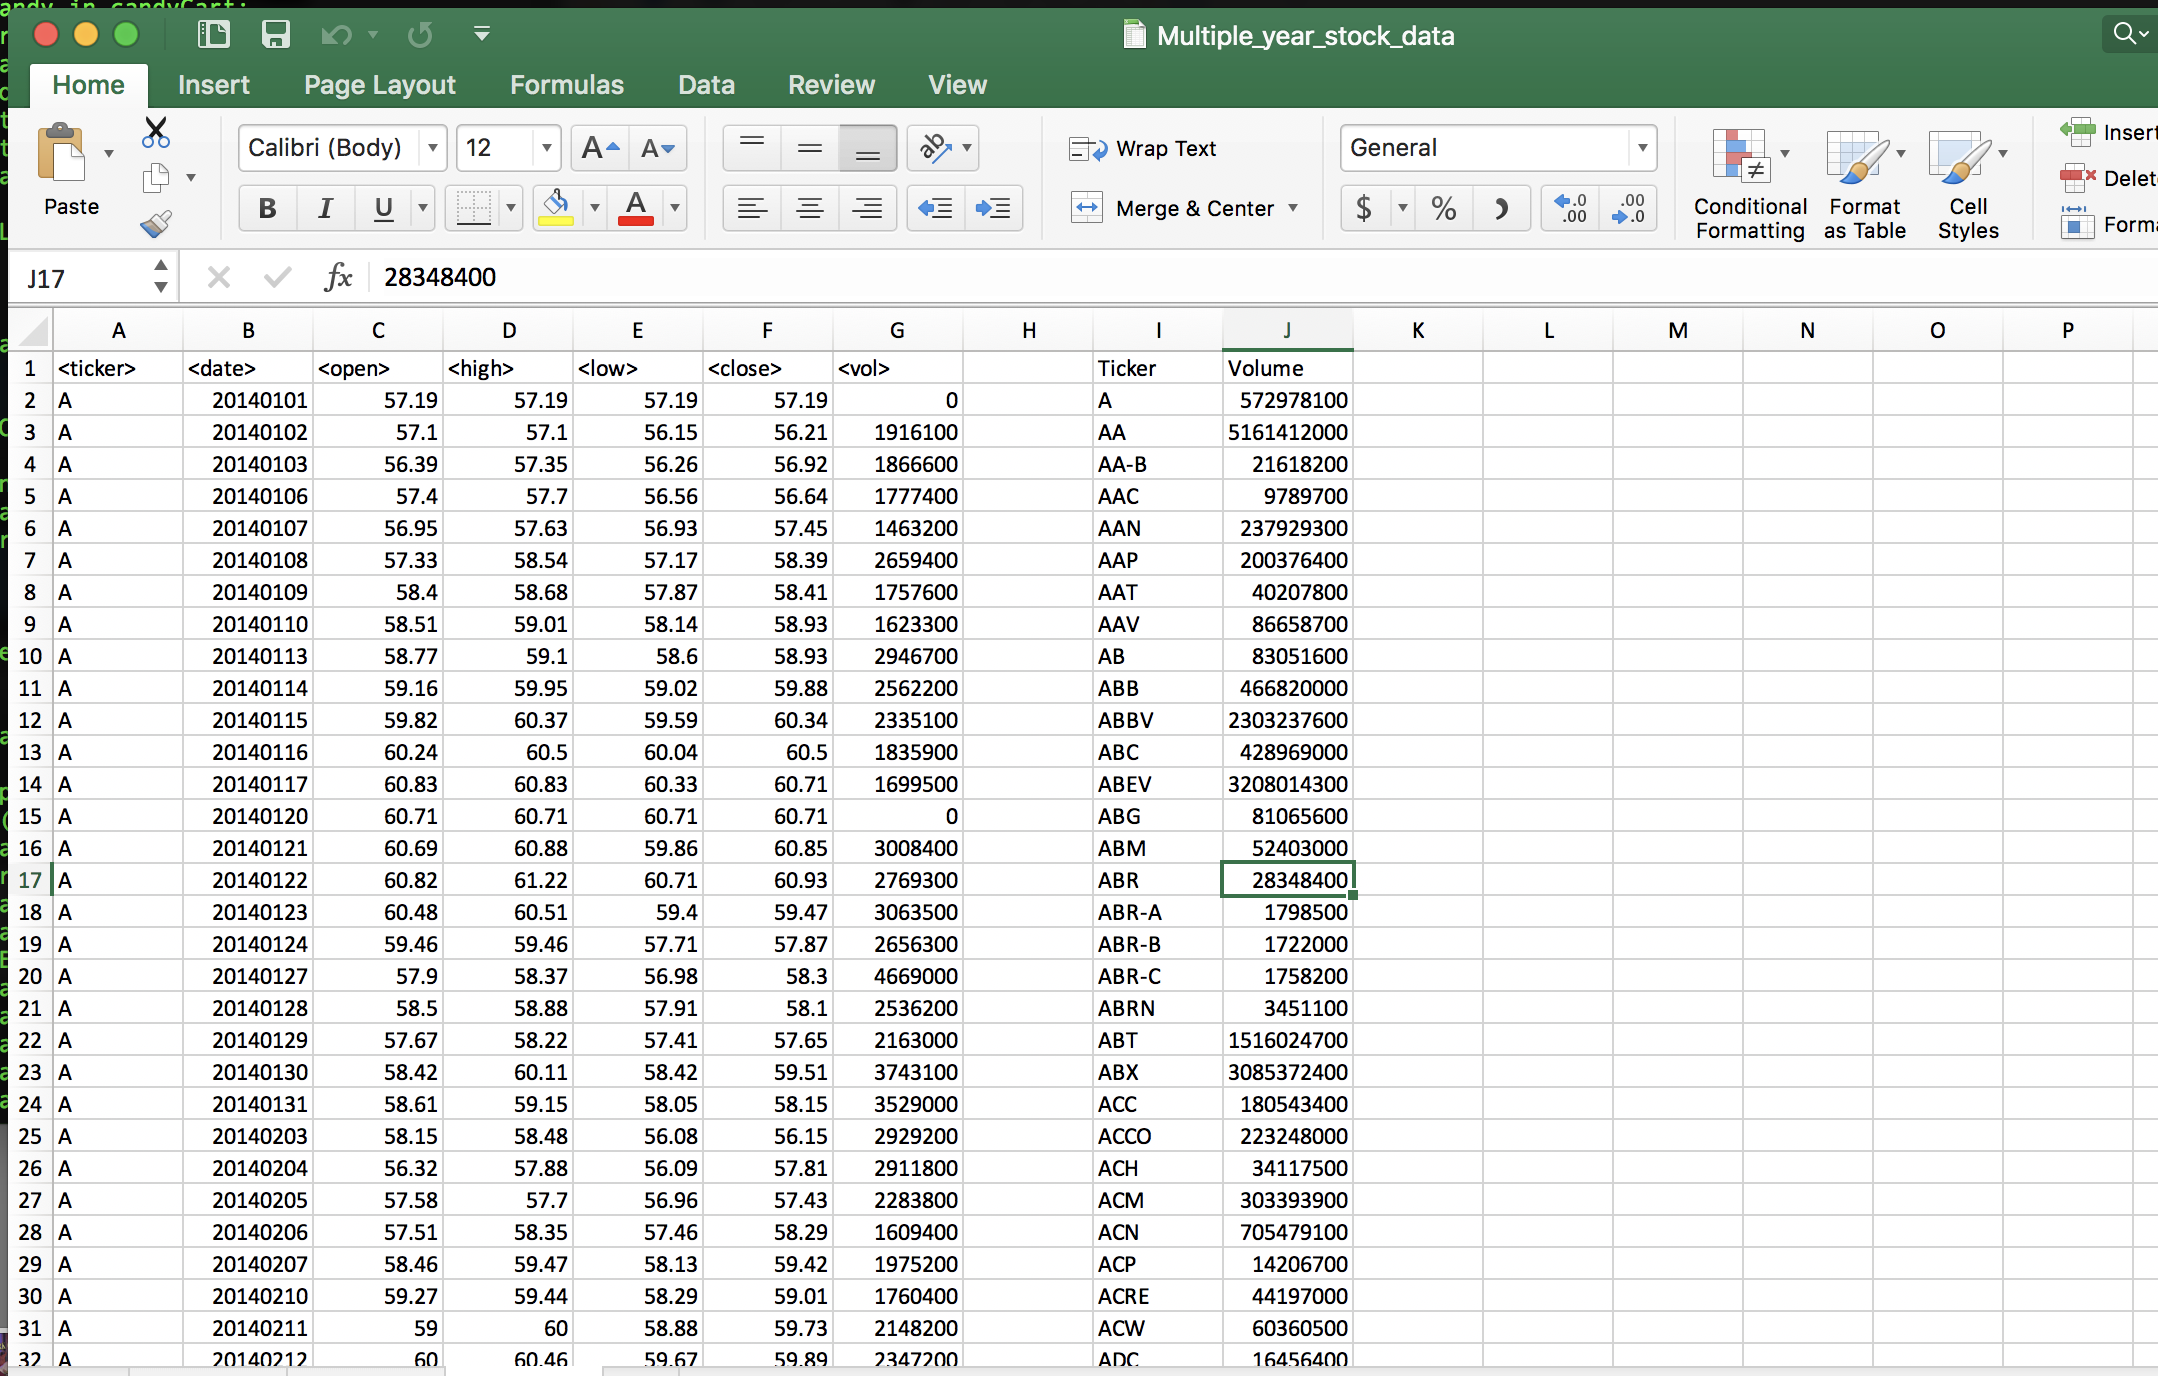 andy in candyCart:
Multiple_year_stock_data
Home Insert Page Layout Formulas Data Review View
Paste
Calibri (Body) 12 A A
B I U A
ab
Wrap Text
Merge & Center
General
$ % ) .0 .00 .00 .0
Conditional Formatting
Format as Table
Cell Styles
Insert
Delet
Forma
J17 fx 28348400
A B C D E F G H I J K L M N O P
1 <ticker> <date> <open> <high> <low> <close> <vol> Ticker Volume
2 A 20140101 57.19 57.19 57.19 57.19 0 A 572978100
3 A 20140102 57.1 57.1 56.15 56.21 1916100 AA 5161412000
4 A 20140103 56.39 57.35 56.26 56.92 1866600 AA-B 21618200
5 A 20140106 57.4 57.7 56.56 56.64 1777400 AAC 9789700
6 A 20140107 56.95 57.63 56.93 57.45 1463200 AAN 237929300
7 A 20140108 57.33 58.54 57.17 58.39 2659400 AAP 200376400
8 A 20140109 58.4 58.68 57.87 58.41 1757600 AAT 40207800
9 A 20140110 58.51 59.01 58.14 58.93 1623300 AAV 86658700
10 A 20140113 58.77 59.1 58.6 58.93 2946700 AB 83051600
11 A 20140114 59.16 59.95 59.02 59.88 2562200 ABB 466820000
12 A 20140115 59.82 60.37 59.59 60.34 2335100 ABBV 2303237600
13 A 20140116 60.24 60.5 60.04 60.5 1835900 ABC 428969000
14 A 20140117 60.83 60.83 60.33 60.71 1699500 ABEV 3208014300
15 A 20140120 60.71 60.71 60.71 60.71 0 ABG 81065600
16 A 20140121 60.69 60.88 59.86 60.85 3008400 ABM 52403000
17 A 20140122 60.82 61.22 60.71 60.93 2769300 ABR 28348400
18 A 20140123 60.48 60.51 59.4 59.47 3063500 ABR-A 1798500
19 A 20140124 59.46 59.46 57.71 57.87 2656300 ABR-B 1722000
20 A 20140127 57.9 58.37 56.98 58.3 4669000 ABR-C 1758200
21 A 20140128 58.5 58.88 57.91 58.1 2536200 ABRN 3451100
22 A 20140129 57.67 58.22 57.41 57.65 2163000 ABT 1516024700
23 A 20140130 58.42 60.11 58.42 59.51 3743100 ABX 3085372400
24 A 20140131 58.61 59.15 58.05 58.15 3529000 ACC 180543400
25 A 20140203 58.15 58.48 56.08 56.15 2929200 ACCO 223248000
26 A 20140204 56.32 57.88 56.09 57.81 2911800 ACH 34117500
27 A 20140205 57.58 57.7 56.96 57.43 2283800 ACM 303393900
28 A 20140206 57.51 58.35 57.46 58.29 1609400 ACN 705479100
29 A 20140207 58.46 59.47 58.13 59.42 1975200 ACP 14206700
30 A 20140210 59.27 59.44 58.29 59.01 1760400 ACRE 44197000
31 A 20140211 59 60 58.88 59.73 2148200 ACW 60360500
32 A 20140212 60 60.46 59.67 59.89 2347200 ADC 16456400